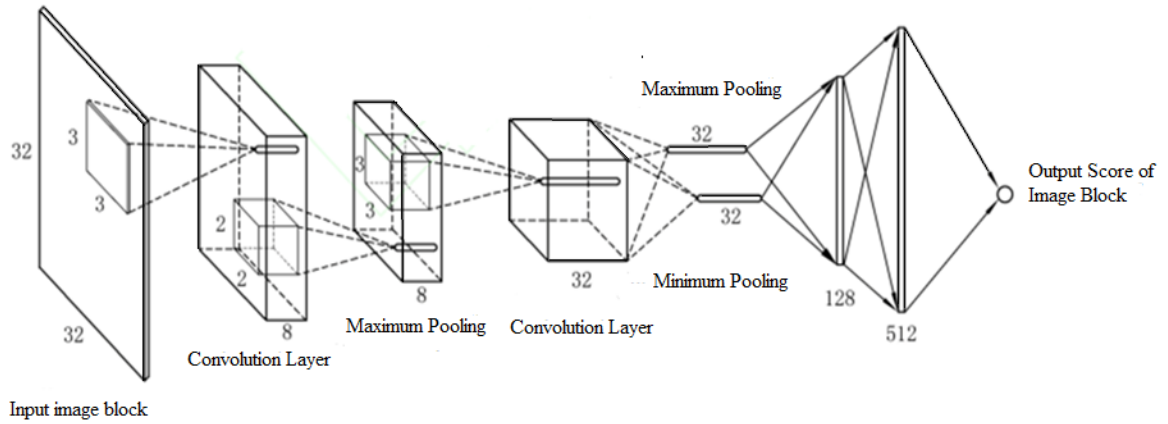 Maximum Pooling
32
3
3
32
32
3
3
2
2
32
Output Score of
Image Block
32
8
8
32
Minimum Pooling
128
512
Maximum Pooling
Convolution Layer
Convolution Layer
Input image block